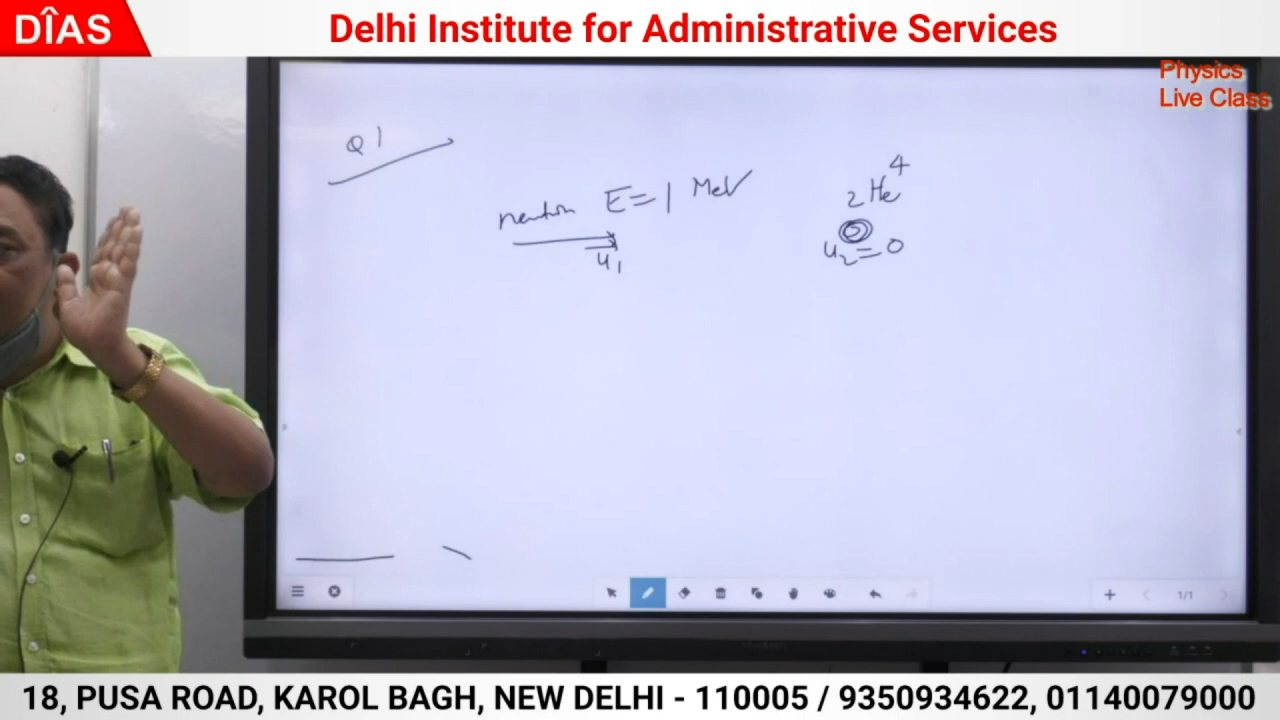 DÎAS
Delhi Institute for Administrative Services
Physics
Live Class
Q1
neutron E=1 MeV
u1
2He4
u2=0
1/1
18, PUSA ROAD, KAROL BAGH, NEW DELHI - 110005 / 9350934622, 01140079000